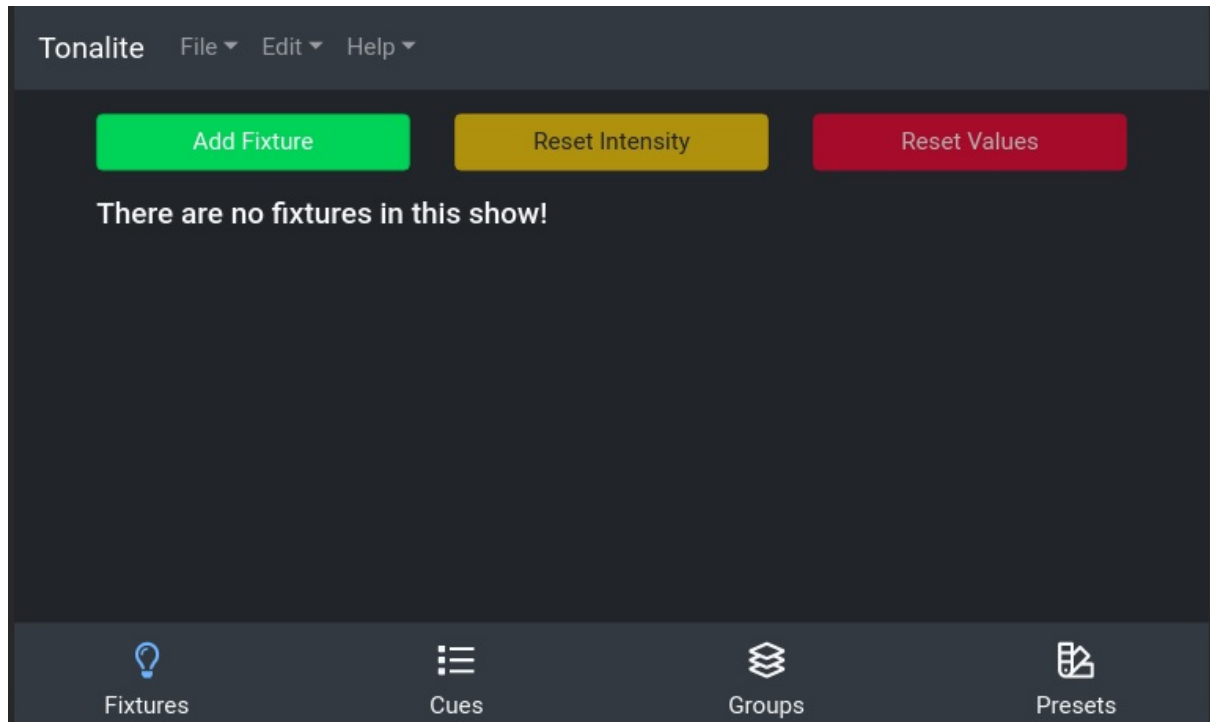 Tonalite File Edit Help
Add Fixture Reset Intensity Reset Values
There are no fixtures in this show!
Fixtures Cues Groups Presets